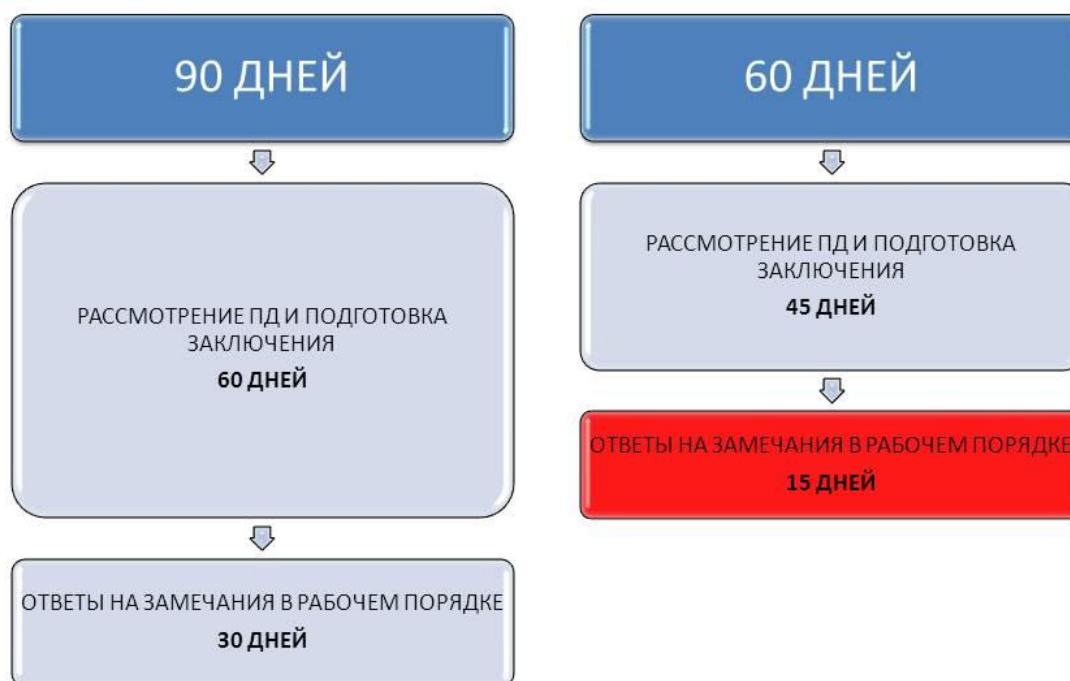 90 ДНЕЙ
РАССМОТРЕНИЕ ПД И ПОДГОТОВКА
ЗАКЛЮЧЕНИЯ
60 ДНЕЙ
ОТВЕТЫ НА ЗАМЕЧАНИЯ В РАБОЧЕМ ПОРЯДКЕ
30 ДНЕЙ
60 ДНЕЙ
РАССМОТРЕНИЕ ПД И ПОДГОТОВКА
ЗАКЛЮЧЕНИЯ
45 ДНЕЙ
ОТВЕТЫ НА ЗАМЕЧАНИЯ В РАБОЧЕМ ПОРЯДКЕ
15 ДНЕЙ